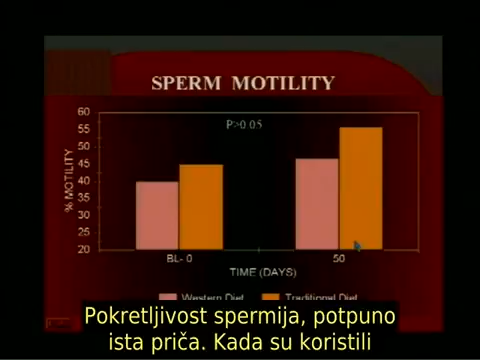 SPERM MOTILITY
P>0.05
% MOTILITY
60
55
50
45
40
35
30
25
20
BL- 0
50
TIME (DAYS)
Western Diet
Traditional Diet
Pokretljivost spermija, potpuno
ista priča. Kada su koristili